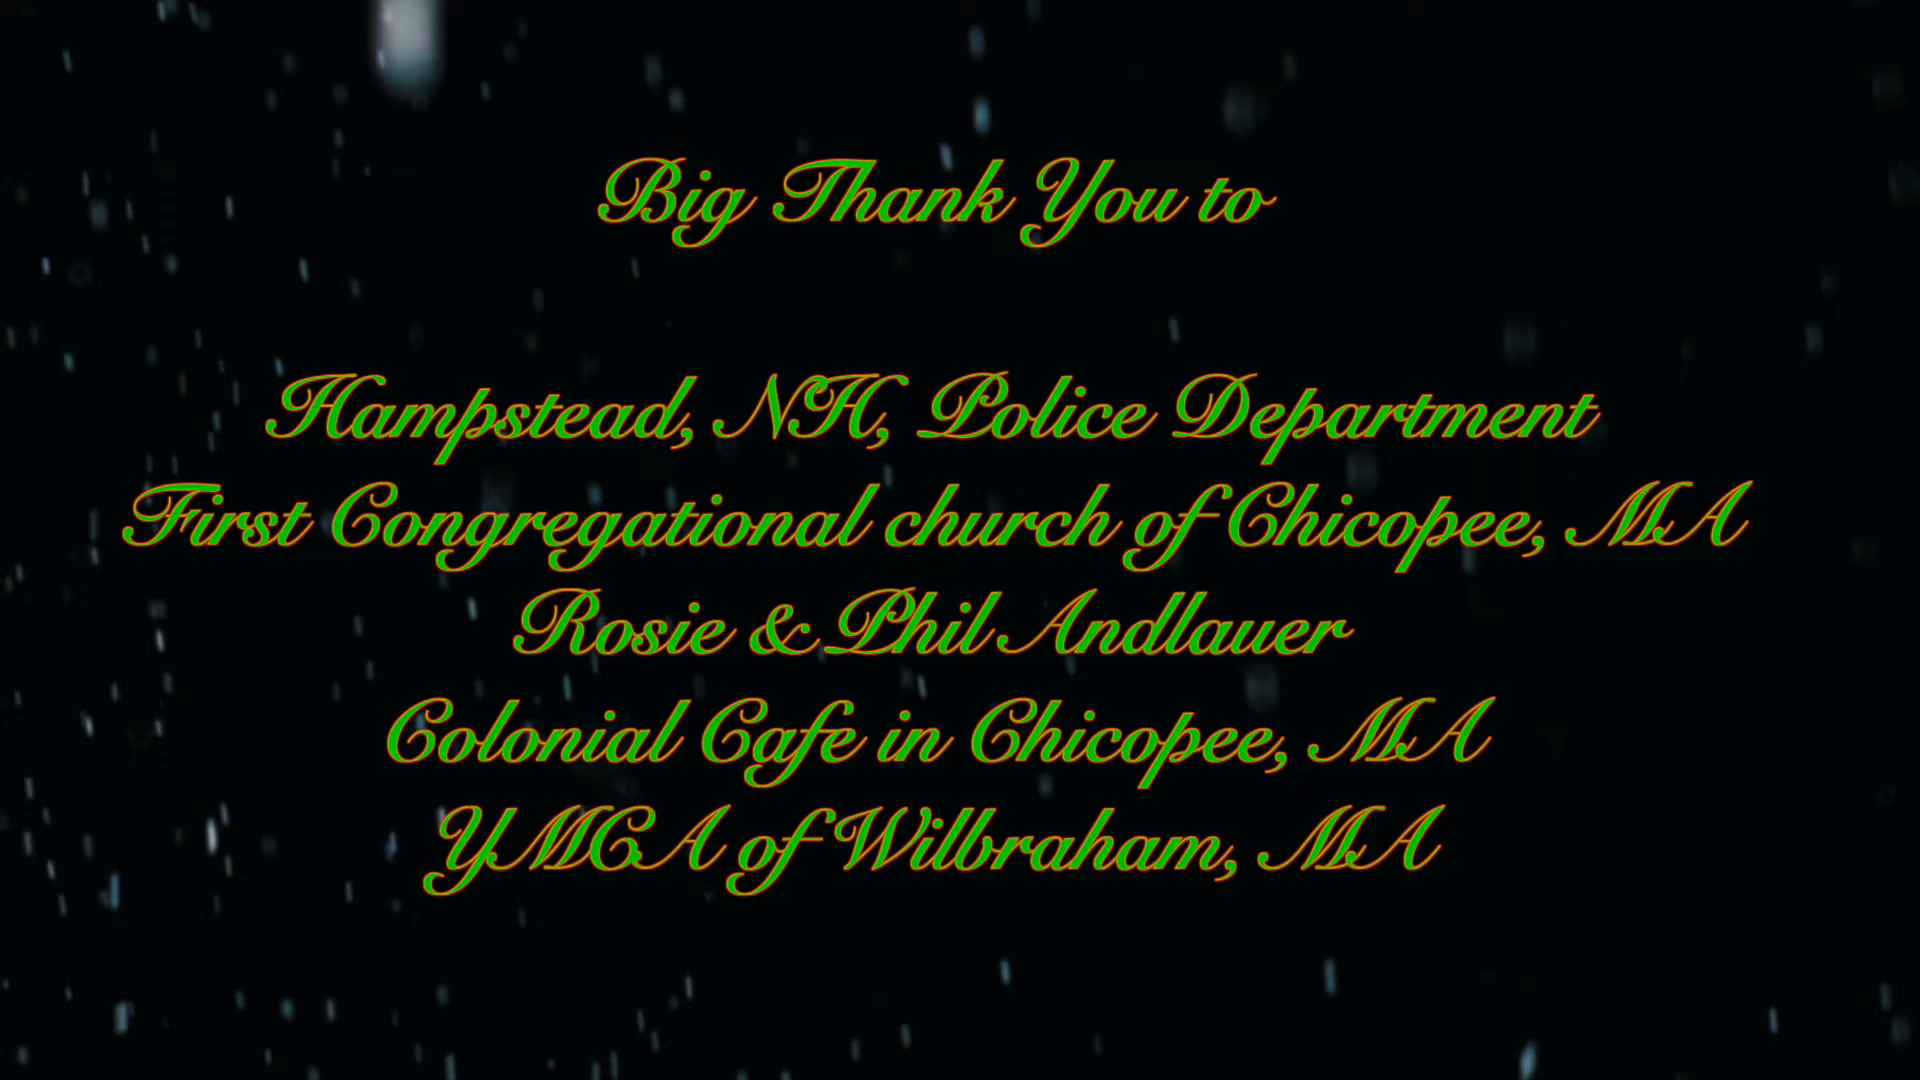 Big Thank You to
Hampstead, NH, Police Department
First Congregational church of Chicopee, MA
Rosie & Phil Andlauer
Colonial Cafe in Chicopee, MA
YMCA of Wilbraham, MA